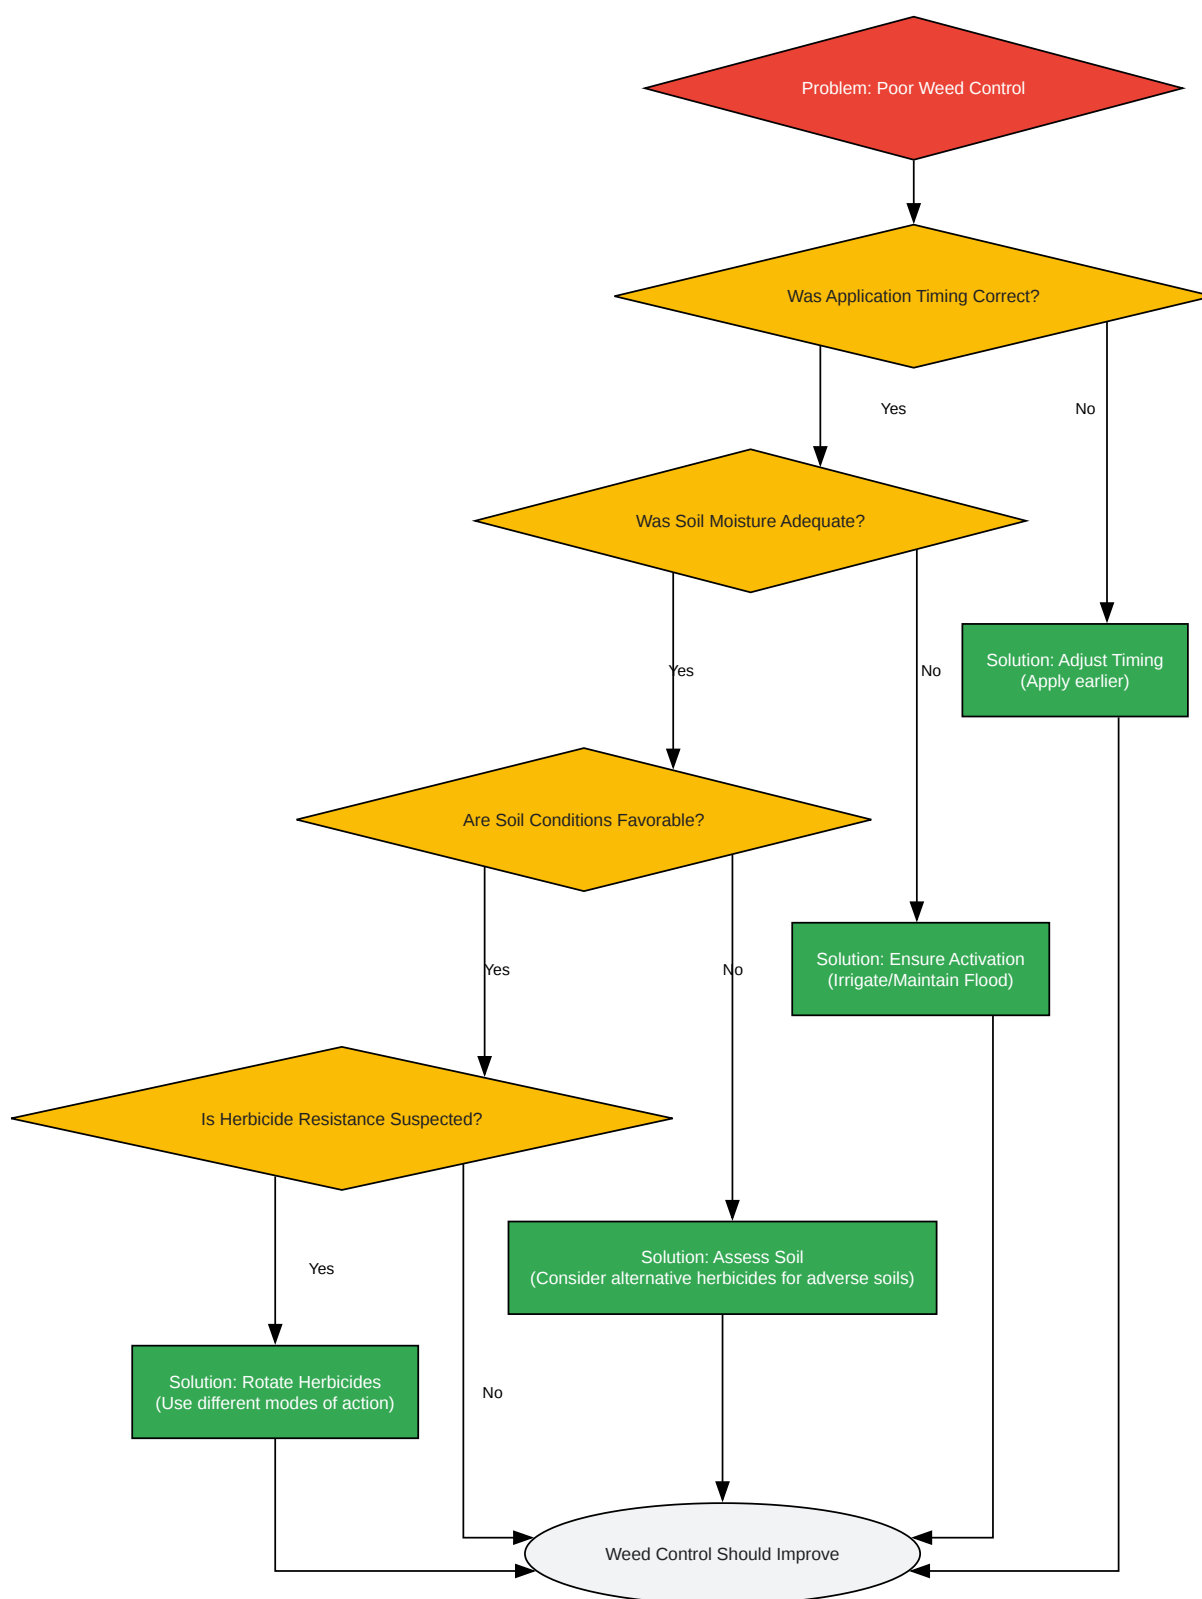 Problem: Poor Weed Control
Was Application Timing Correct?
Yes
No
Was Soil Moisture Adequate?
Yes
No
Solution: Adjust Timing
(Apply earlier)
Are Soil Conditions Favorable?
Yes
No
Solution: Ensure Activation
(Irrigate/Maintain Flood)
Is Herbicide Resistance Suspected?
Yes
No
Solution: Assess Soil
(Consider alternative herbicides for adverse soils)
Solution: Rotate Herbicides
(Use different modes of action)
Weed Control Should Improve